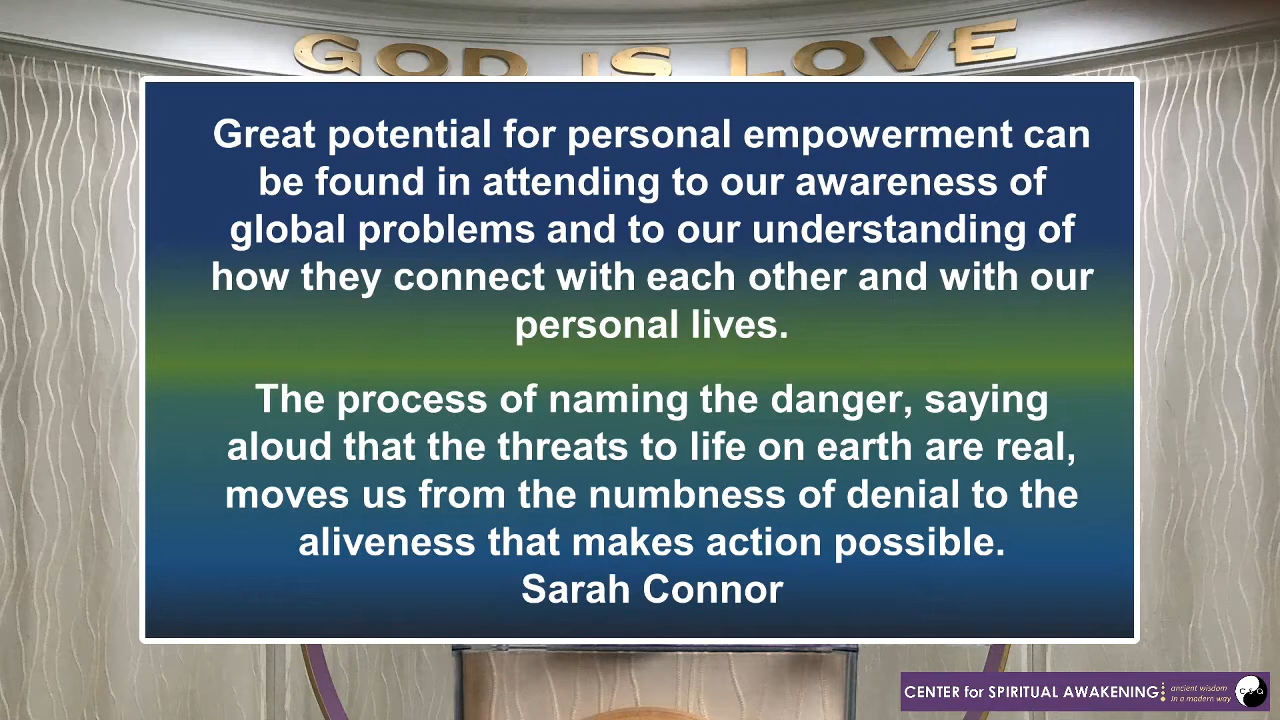 GOD IS LOVE
Great potential for personal empowerment can
be found in attending to our awareness of
global problems and to our understanding of
how they connect with each other and with our
personal lives.
The process of naming the danger, saying
aloud that the threats to life on earth are real,
moves us from the numbness of denial to the
aliveness that makes action possible.
Sarah Connor
CENTER for SPIRITUAL AWAKENING
ancient wisdom
in a modern way